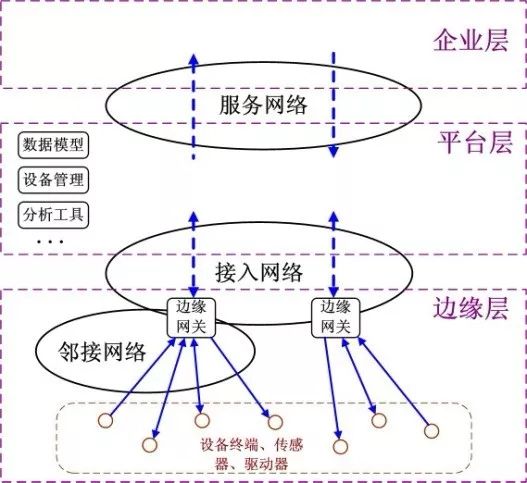 企业层
服务网络
平台层
数据模型
设备管理
分析工具
...
接入网络
边缘层
边缘
网关
边缘
网关
邻接网络
设备终端、传感
器、驱动器